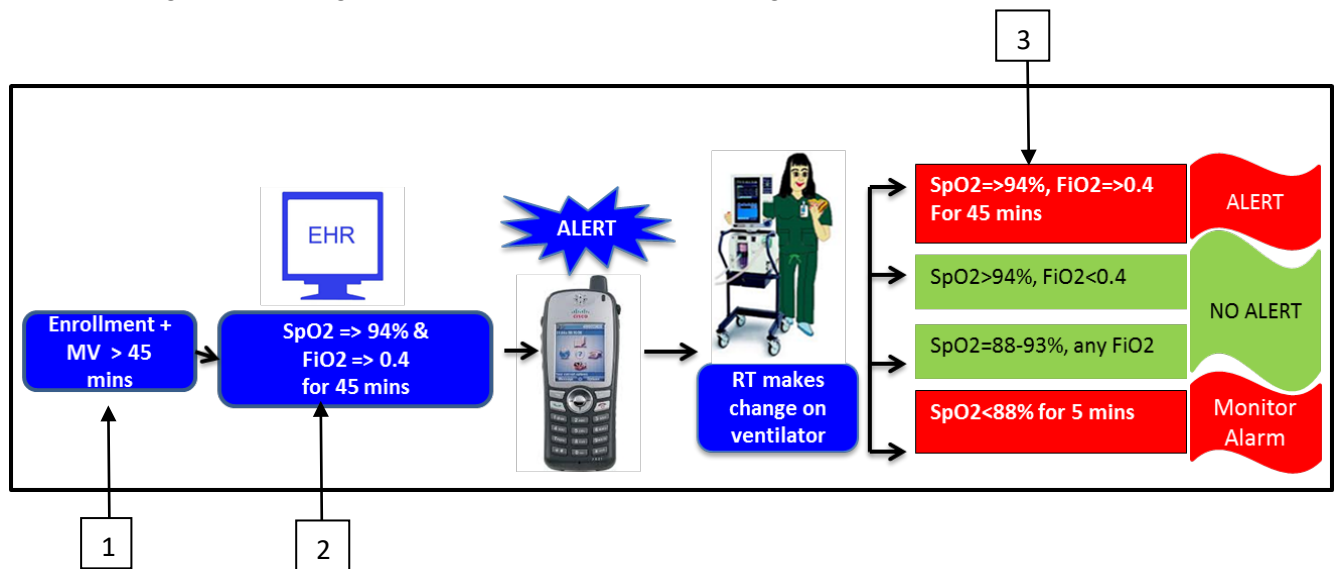 3
EHR
ALERT
Enrollment +
MV > 45
mins
SpO2 => 94% &
FiO2 => 0.4
for 45 mins
RT makes
change on
ventilator
SpO2=>94%, FiO2=>0.4
For 45 mins
ALERT
SpO2>94%, FiO2<0.4
NO ALERT
SpO2=88-93%, any FiO2
SpO2<88% for 5 mins
Monitor
Alarm
1
2